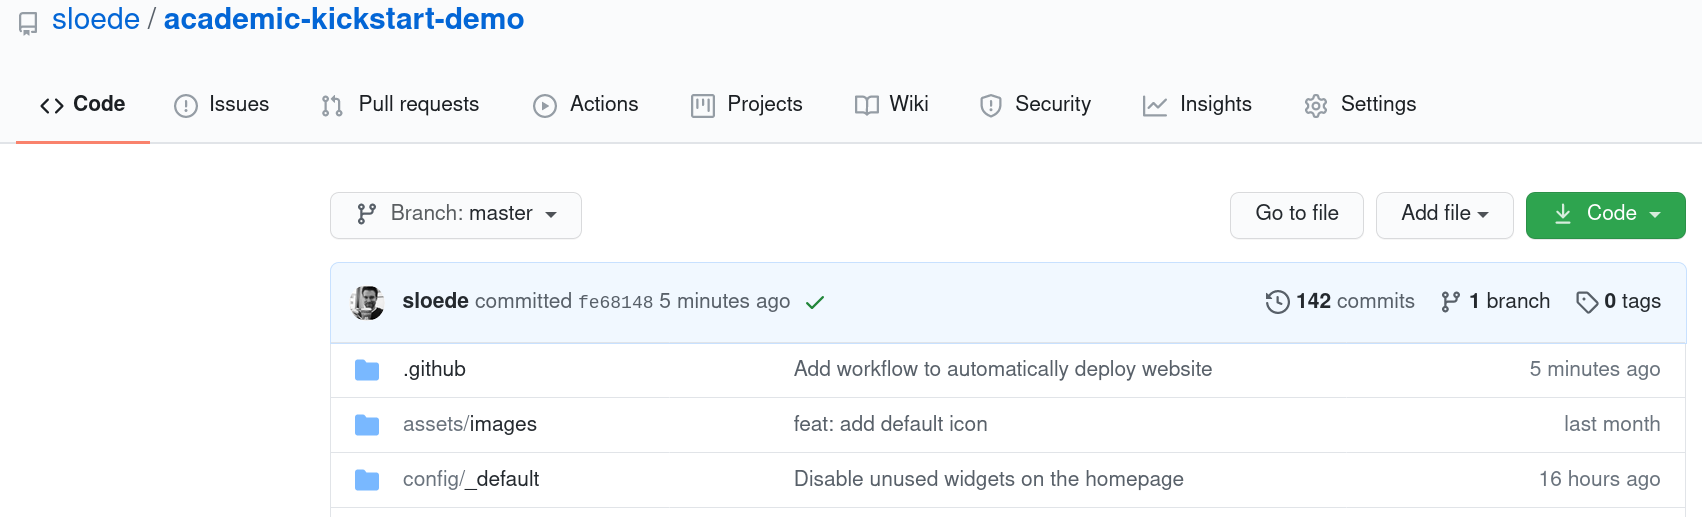 sloede / academic-kickstart-demo
Code Issues Pull requests Actions Projects Wiki Security Insights Settings
Branch: master Go to file Add file Code
sloede committed fe68148 5 minutes ago 142 commits 1 branch 0 tags
.github Add workflow to automatically deploy website 5 minutes ago
assets/images feat: add default icon last month
config/_default Disable unused widgets on the homepage 16 hours ago